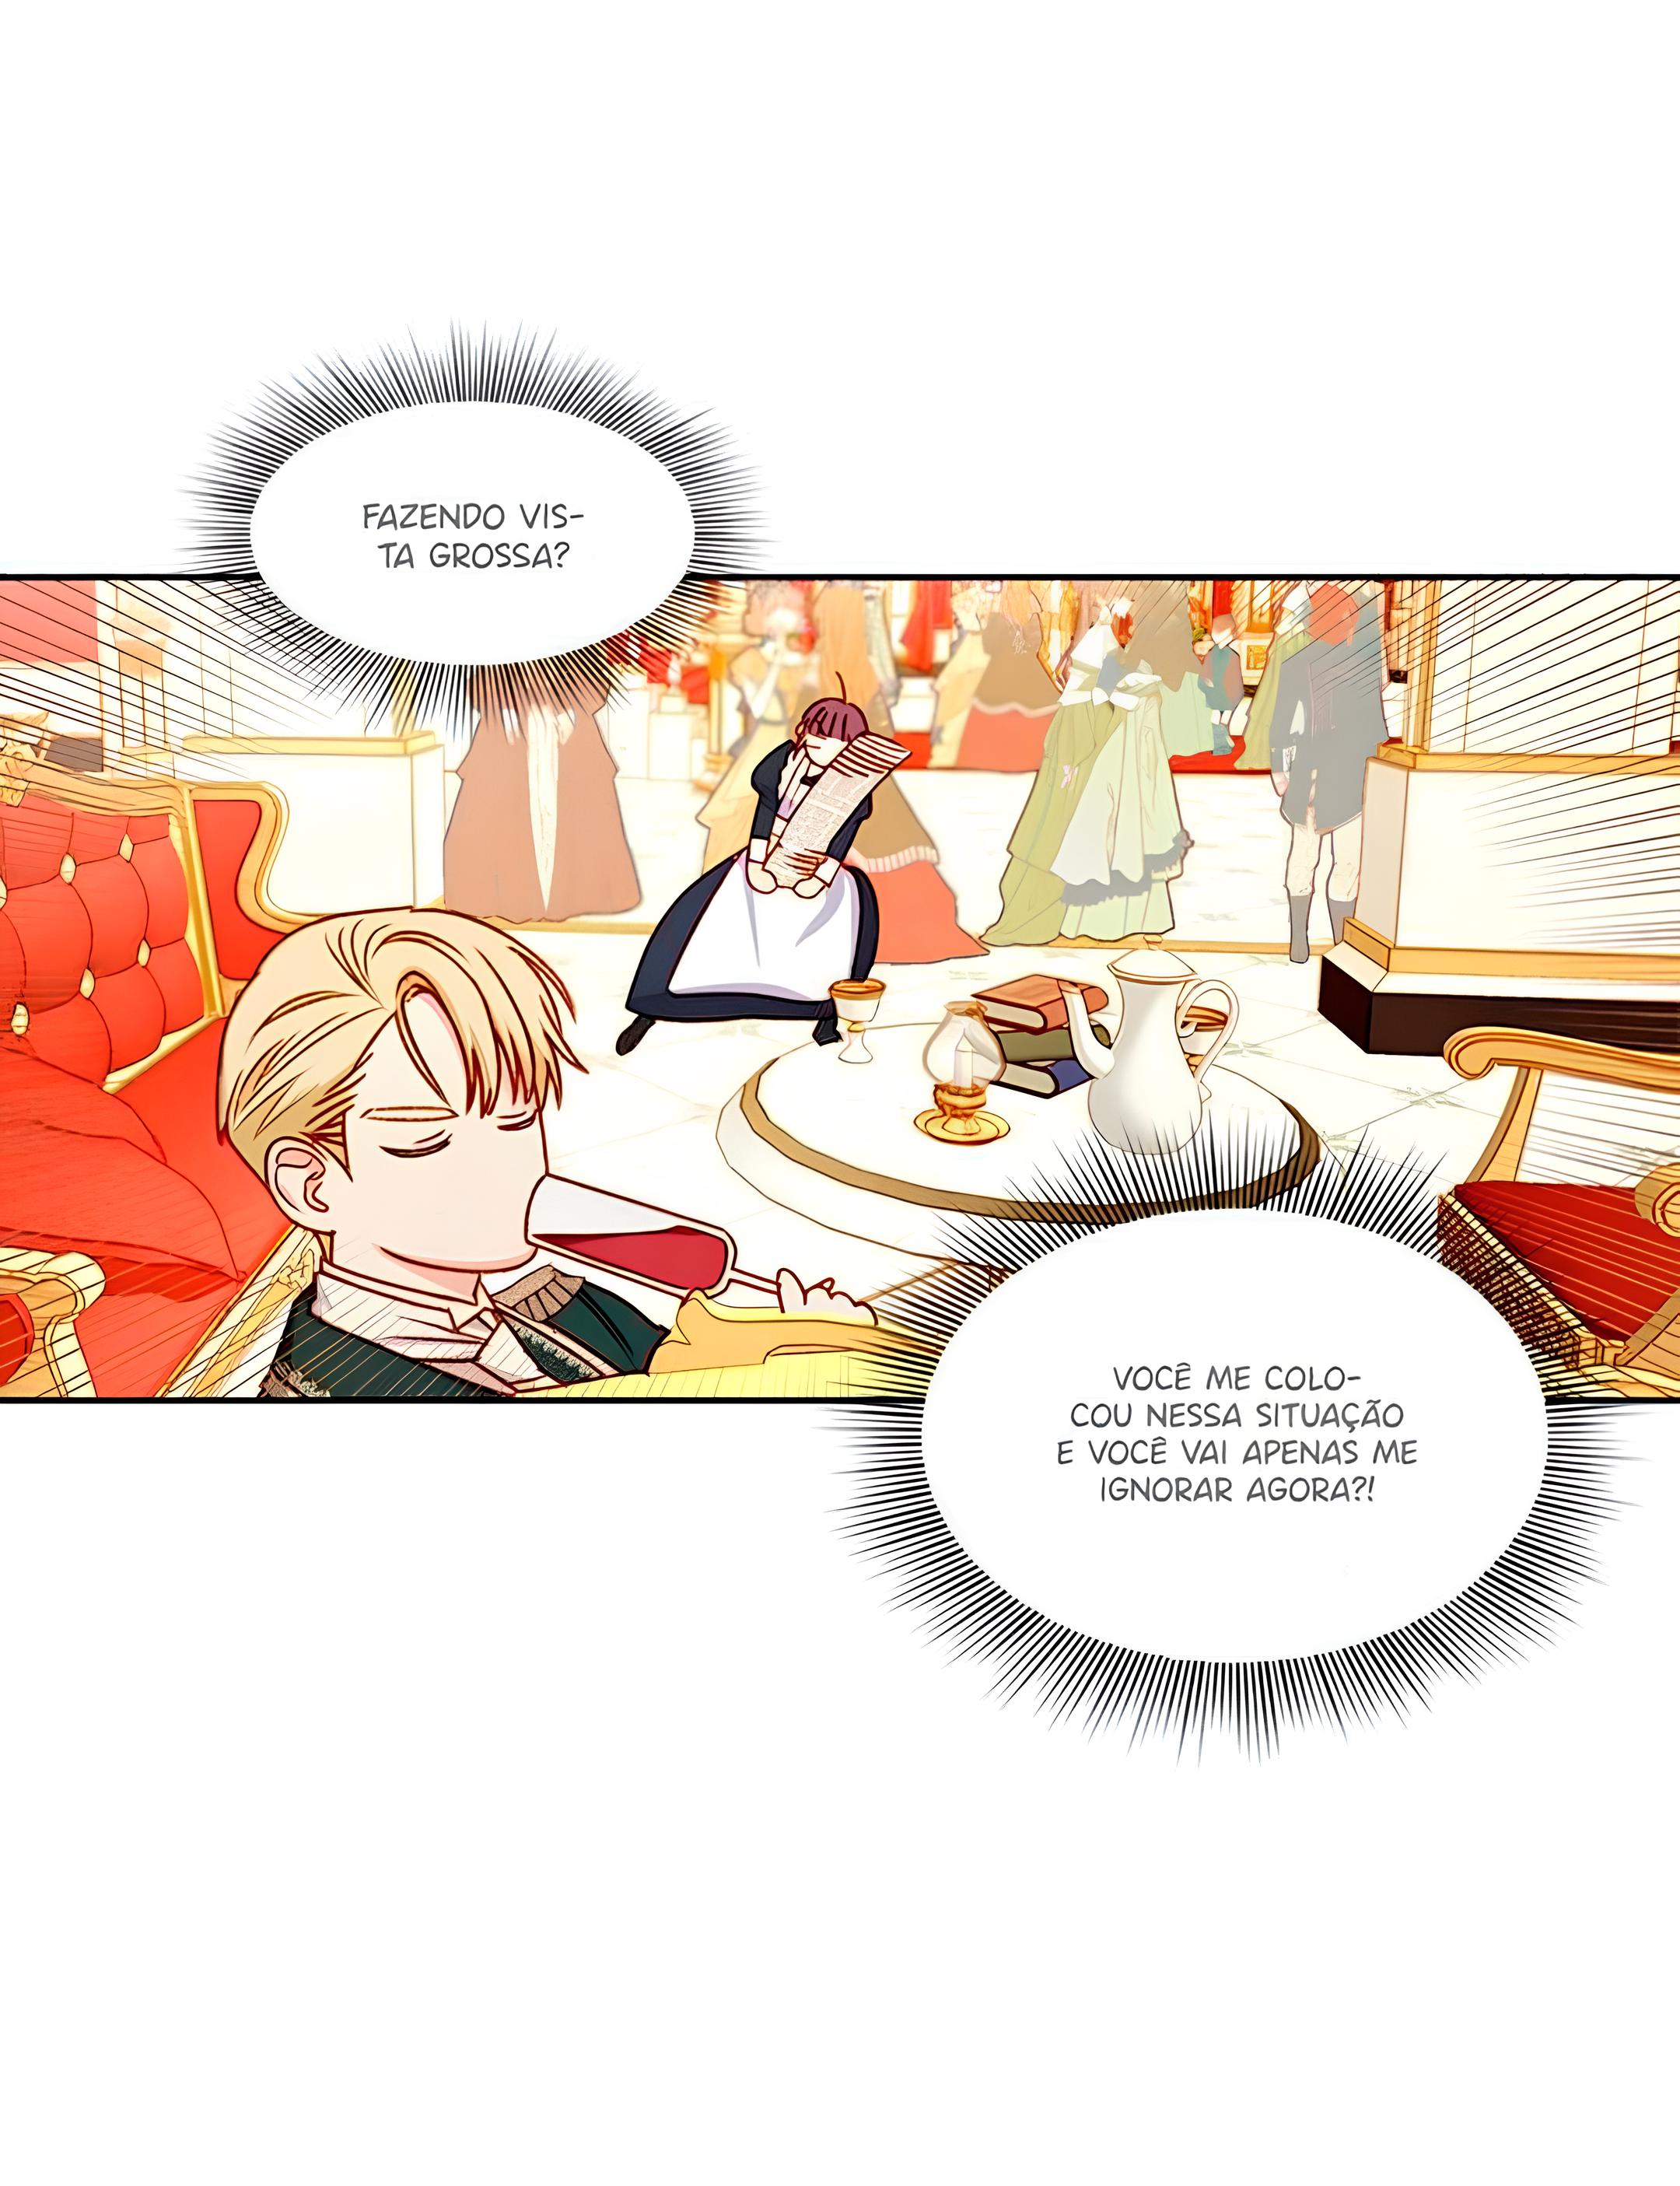 FAZENDO VIS-
TA GROSSA?
VOCÊ ME COLO-
COU NESSA SITUAÇÃO
E VOCÊ VAI APENAS ME
IGNORAR AGORA?!